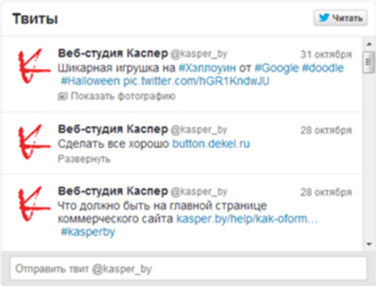 Твиты
Читать
Веб-студия Каспер @kasper_by 31 октября
Шикарная игрушка на #Хэллоуин от #Google #doodle
#Halloween pic.twitter.com/hGR1KndwJU
Показать фотографию
Веб-студия Каспер @kasper_by 28 октября
Сделать все хорошо button.dekel.ru
Развернуть
Веб-студия Каспер @kasper_by 28 октября
Что должно быть на главной странице
коммерческого сайта kasper.by/help/kak-oform...
#kasperby
Отправить твит @kasper_by